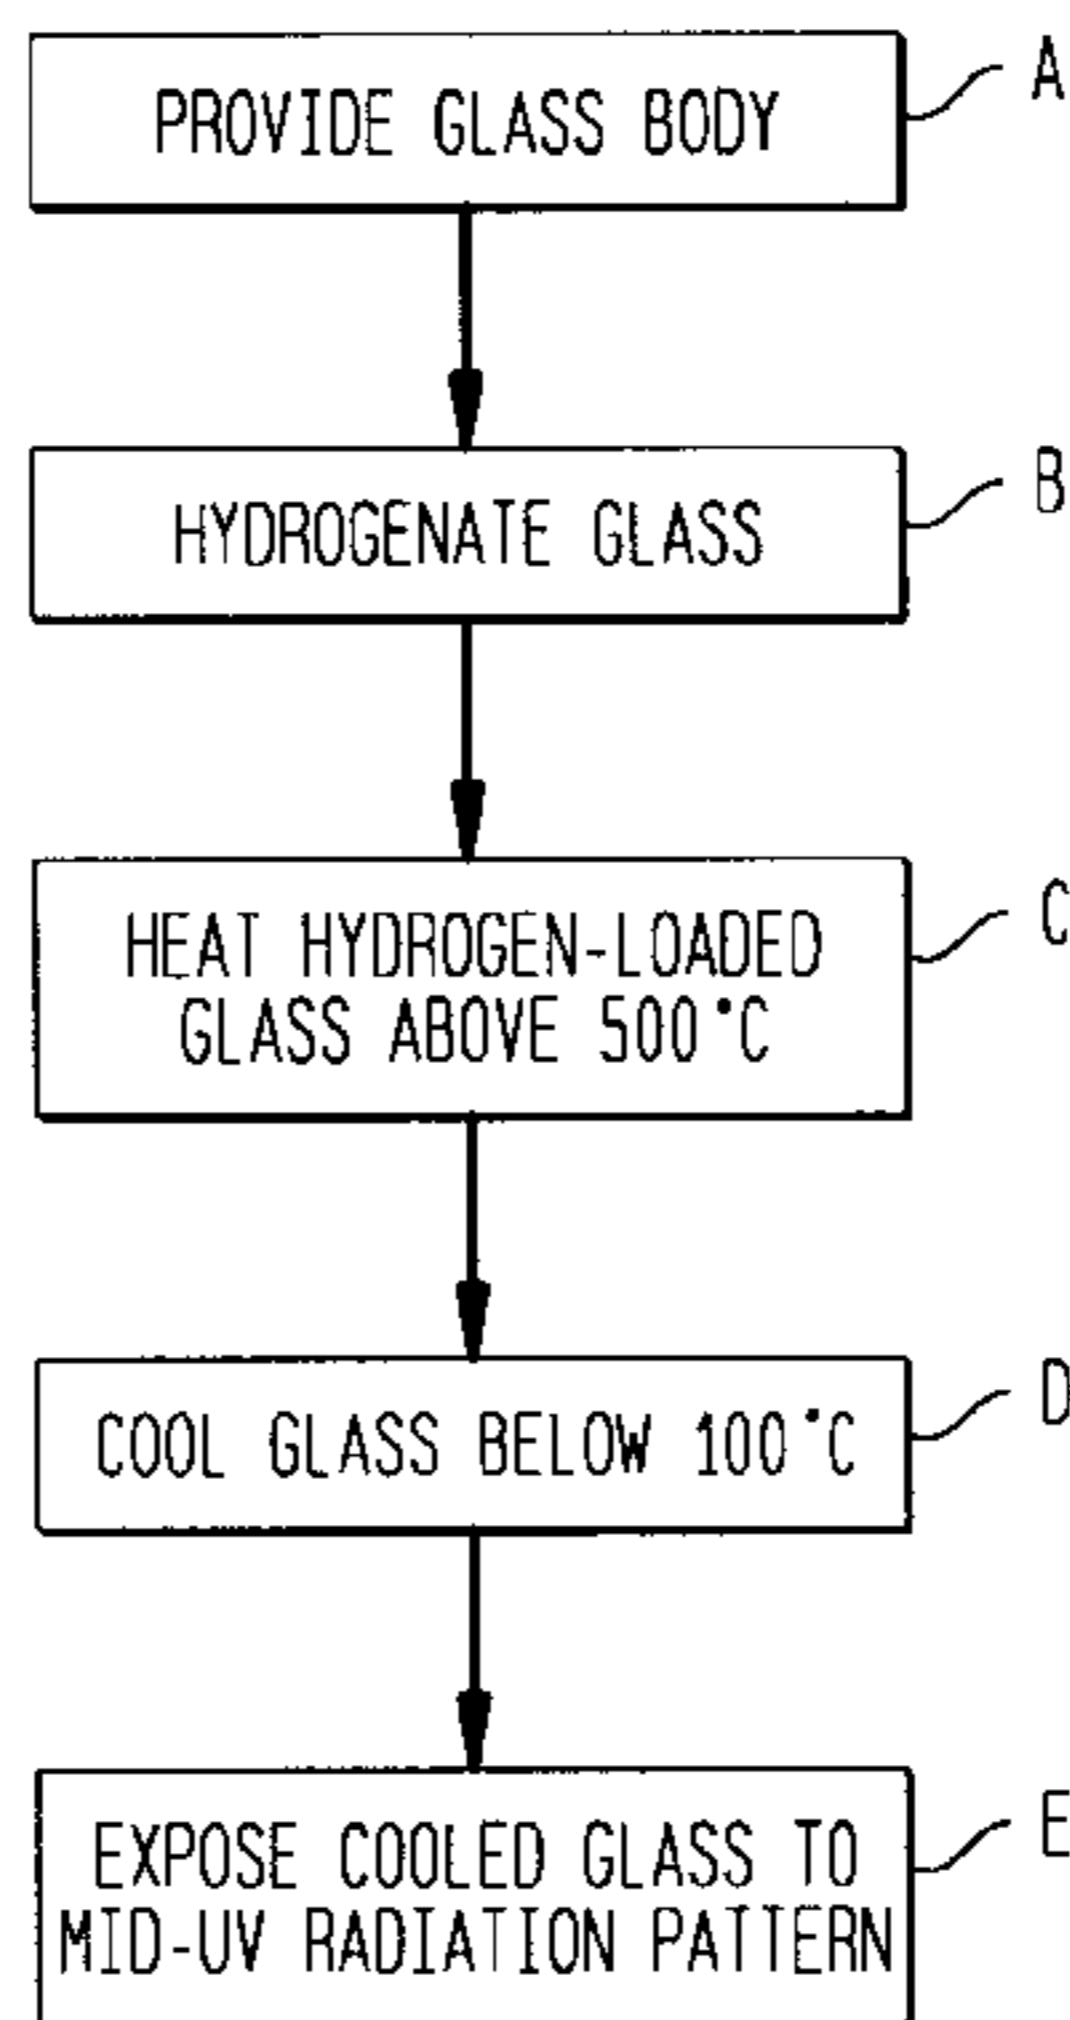 PROVIDE GLASS BODY
A
HYDROGENATE GLASS
B
HEAT HYDROGEN-LOADED
GLASS ABOVE 500°C
C
COOL GLASS BELOW 100°C
D
EXPOSE COOLED GLASS TO
MID-UV RADIATION PATTERN
E